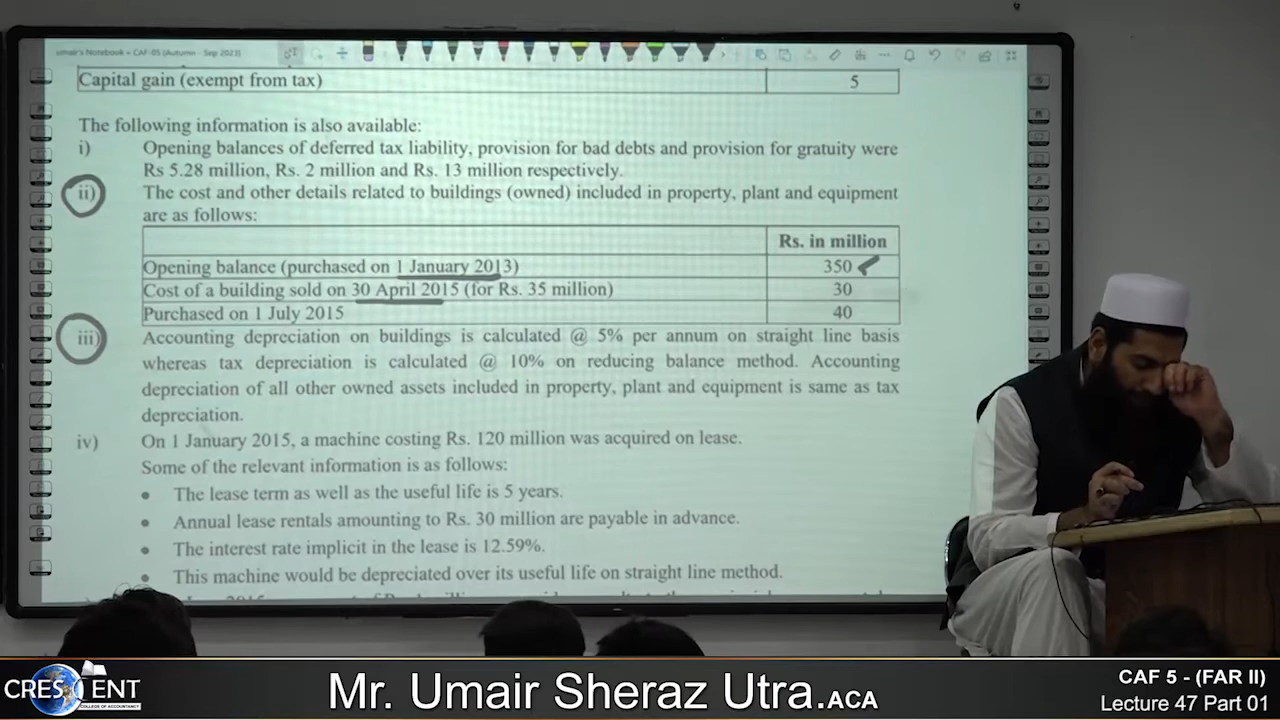 umair's Notebook » CAF-05 (Autumn - Sep 2023)
Capital gain (exempt from tax) 5
The following information is also available:
i) Opening balances of deferred tax liability, provision for bad debts and provision for gratuity were
Rs 5.28 million, Rs. 2 million and Rs. 13 million respectively.
ii) The cost and other details related to buildings (owned) included in property, plant and equipment
are as follows:
Rs. in million
Opening balance (purchased on 1 January 2013) 350
Cost of a building sold on 30 April 2015 (for Rs. 35 million) 30
Purchased on 1 July 2015 40
iii) Accounting depreciation on buildings is calculated @ 5% per annum on straight line basis
whereas tax depreciation is calculated @ 10% on reducing balance method. Accounting
depreciation of all other owned assets included in property, plant and equipment is same as tax
depreciation.
iv) On 1 January 2015, a machine costing Rs. 120 million was acquired on lease.
Some of the relevant information is as follows:
• The lease term as well as the useful life is 5 years.
• Annual lease rentals amounting to Rs. 30 million are payable in advance.
• The interest rate implicit in the lease is 12.59%.
• This machine would be depreciated over its useful life on straight line method.
CRESCENT
COLLEGE OF ACCOUNTANCY
Mr. Umair Sheraz Utra.ACA
CAF 5 - (FAR II)
Lecture 47 Part 01